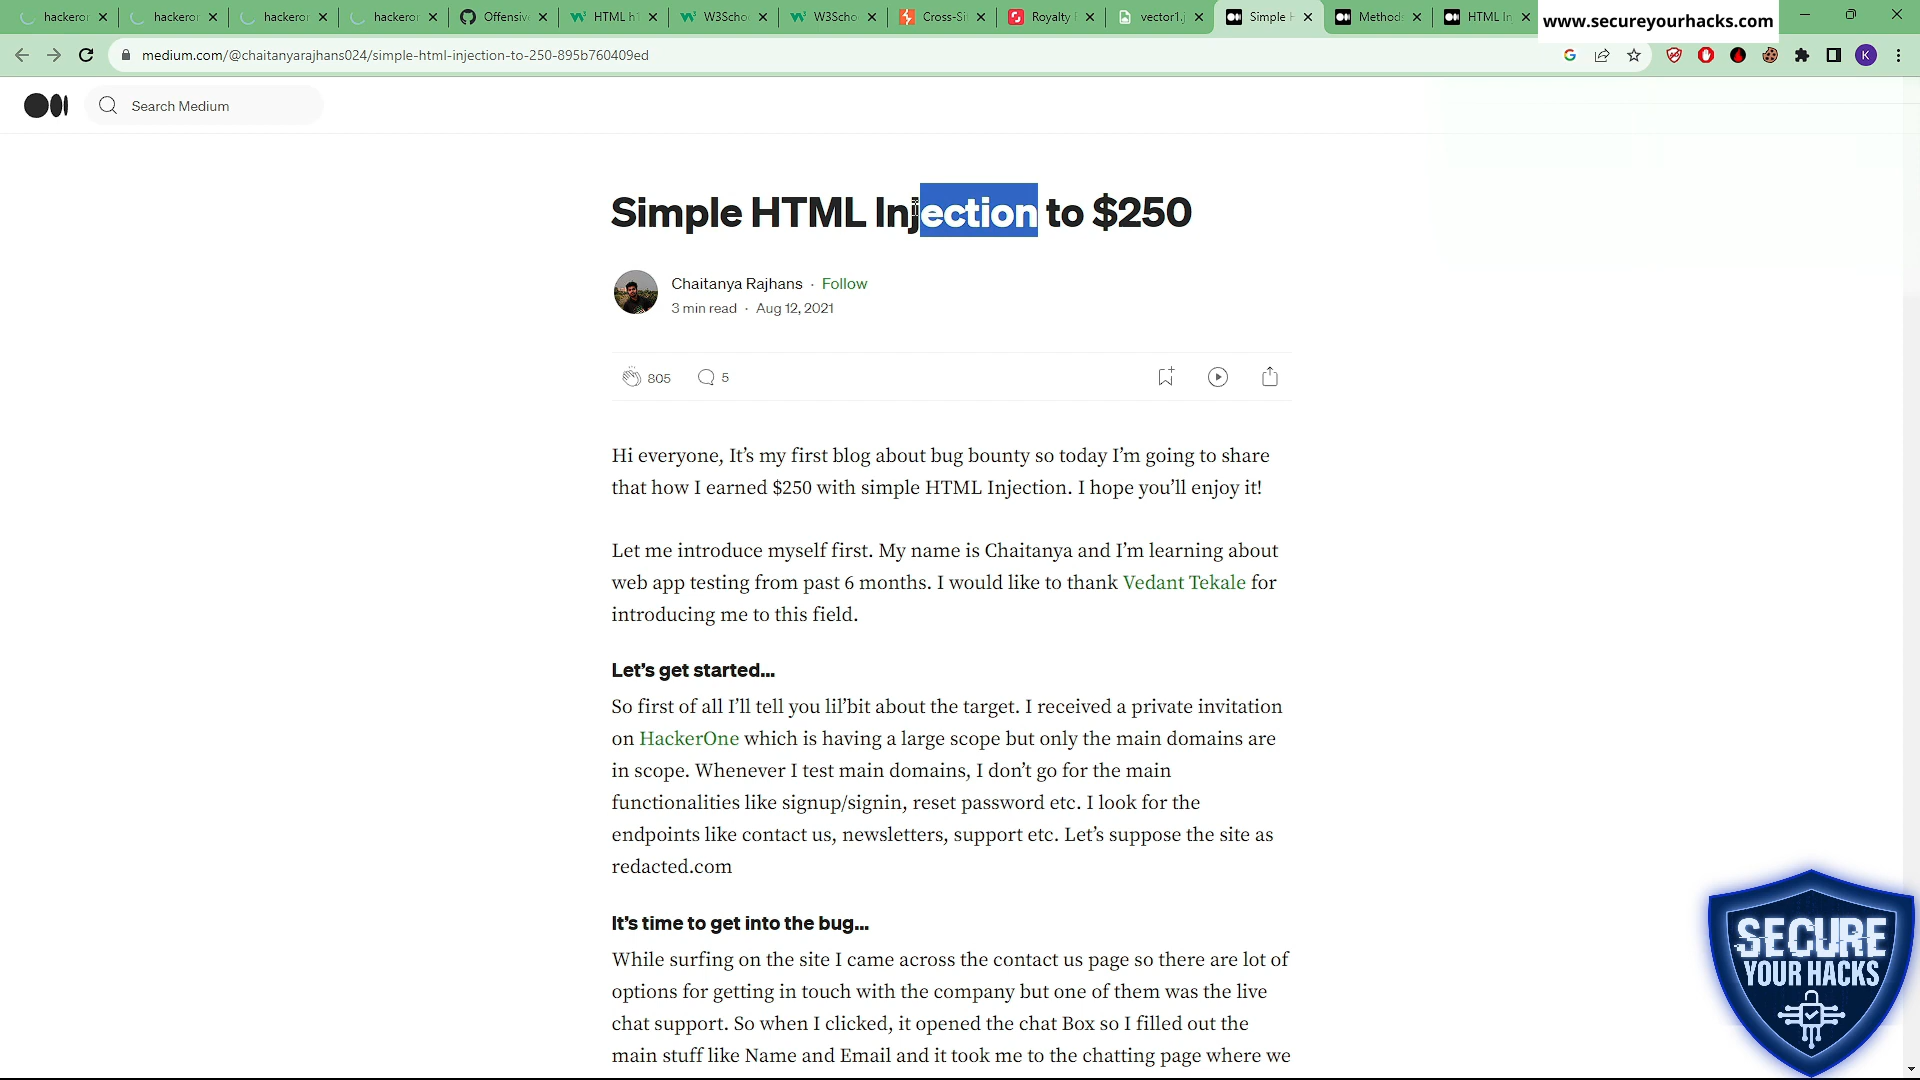 hackeror
hackeror
hackeror
hackeror
Offensiv
HTML h1
W3Scho
W3Scho
Cross-Si
Royalty
vector1.j
Simple H
Method
HTML In
www.secureyourhacks.com
medium.com/@chaitanyarajhans024/simple-html-injection-to-250-895b760409ed
K
Search Medium
Simple HTML Injection to $250
Chaitanya Rajhans · Follow
3 min read · Aug 12, 2021
805
5
Hi everyone, It’s my first blog about bug bounty so today I’m going to share
that how I earned $250 with simple HTML Injection. I hope you’ll enjoy it!
Let me introduce myself first. My name is Chaitanya and I’m learning about
web app testing from past 6 months. I would like to thank Vedant Tekale for
introducing me to this field.
Let’s get started…
So first of all I’ll tell you lil’bit about the target. I received a private invitation
on HackerOne which is having a large scope but only the main domains are
in scope. Whenever I test main domains, I don’t go for the main
functionalities like signup/signin, reset password etc. I look for the
endpoints like contact us, newsletters, support etc. Let’s suppose the site as
redacted.com
It’s time to get into the bug…
While surfing on the site I came across the contact us page so there are lot of
options for getting in touch with the company but one of them was the live
chat support. So when I clicked, it opened the chat Box so I filled out the
main stuff like Name and Email and it took me to the chatting page where we
SECURE
YOUR HACKS